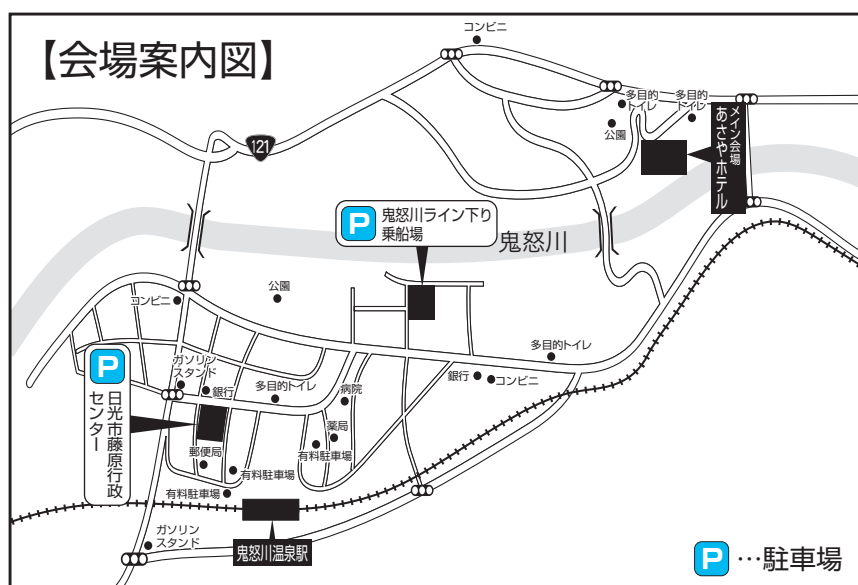 【会場案内図】
コンビニ
多目的
トイレ
多目的
トイレ
公園
メイン会場
あさやホテル
121
P
鬼怒川ライン下り
乗船場
鬼怒川
公園
コンビニ
多目的トイレ
P
日光市藤原行政
センター
ガソリン
スタンド
銀行
多目的トイレ
病院
銀行
コンビニ
薬局
郵便局
有料駐車場
有料駐車場
有料駐車場
ガソリン
スタンド
鬼怒川温泉駅
P …駐車場